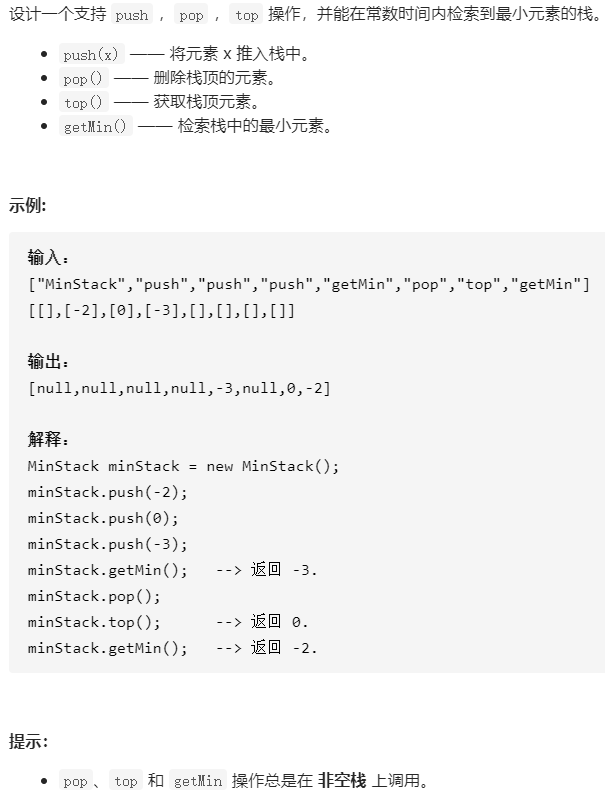 设计一个支持 push ，pop ，top 操作，并能在常数时间内检索到最小元素的栈。
push(x) —— 将元素 x 推入栈中。
pop() —— 删除栈顶的元素。
top() —— 获取栈顶元素。
getMin() —— 检索栈中的最小元素。
示例:
输入：
["MinStack","push","push","push","getMin","pop","top","getMin"]
[[],[-2],[0],[-3],[],[],[],[]]
输出：
[null,null,null,null,-3,null,0,-2]
解释：
MinStack minStack = new MinStack();
minStack.push(-2);
minStack.push(0);
minStack.push(-3);
minStack.getMin();   --> 返回 -3.
minStack.pop();
minStack.top();      --> 返回 0.
minStack.getMin();   --> 返回 -2.
提示：
pop、top 和 getMin 操作总是在 非空栈 上调用。